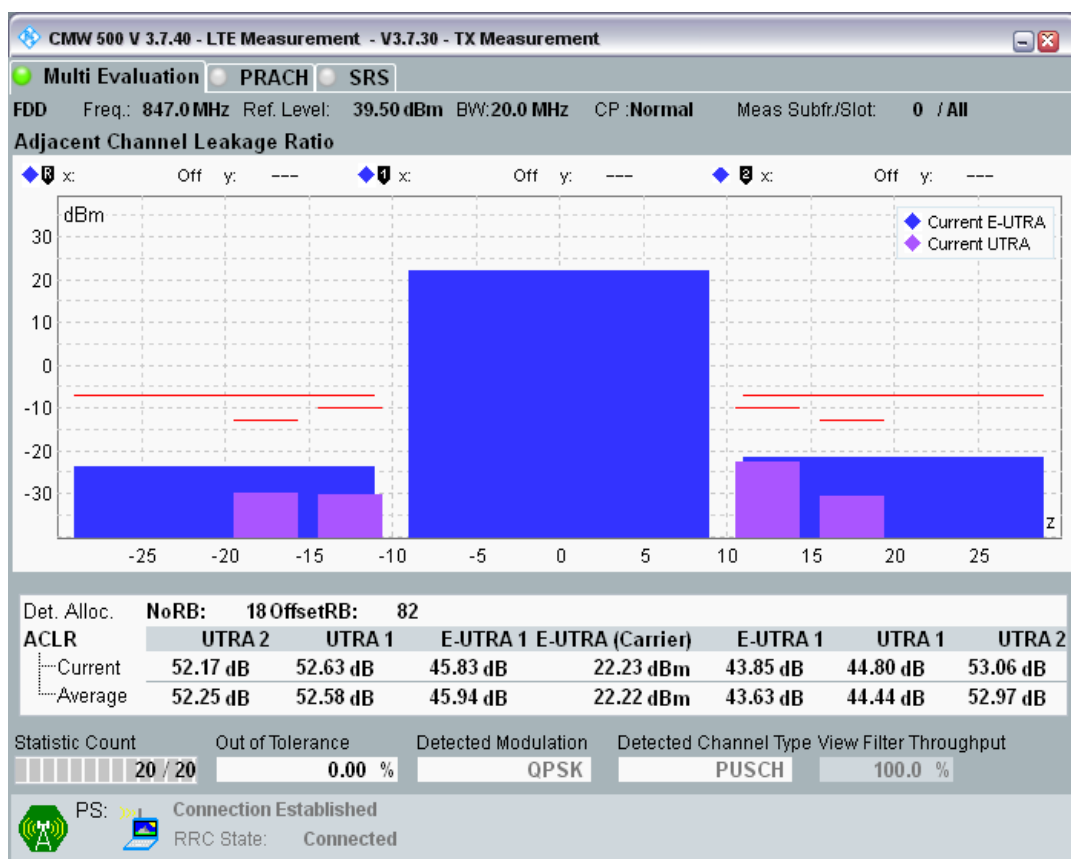 CMW 500 V 3.7.40 - LTE Measurement - V3.7.30 - TX Measurement
Multi Evaluation PRACH SRS
FDD Freq.: 847.0 MHz Ref. Level: 39.50 dBm BW: 20.0 MHz CP :Normal Meas Subfr./Slot: 0 / All
Adjacent Channel Leakage Ratio
R x: Off y: --- 1 x: Off y: --- 2 x: Off y: ---
dBm
Current E-UTRA
Current UTRA
30
20
10
0
-10
-20
-30
z
-25 -20 -15 -10 -5 0 5 10 15 20 25
Det. Alloc. NoRB: 18 OffsetRB: 82
ACLR UTRA 2 UTRA 1 E-UTRA 1 E-UTRA (Carrier) E-UTRA 1 UTRA 1 UTRA 2
Current 52.17 dB 52.63 dB 45.83 dB 22.23 dBm 43.85 dB 44.80 dB 53.06 dB
Average 52.25 dB 52.58 dB 45.94 dB 22.22 dBm 43.63 dB 44.44 dB 52.97 dB
Statistic Count Out of Tolerance Detected Modulation Detected Channel Type View Filter Throughput
20 / 20 0.00 % QPSK PUSCH 100.0 %
PS: Connection Established
RRC State: Connected